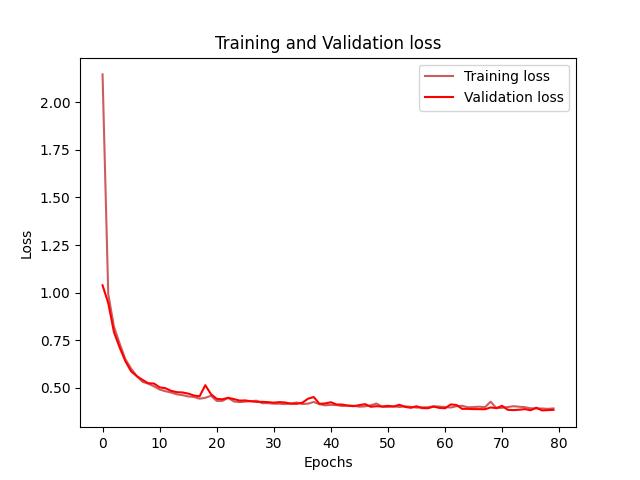 Training and Validation loss
Training loss
Validation loss
2.00
1.75
1.50
1.25
1.00
0.75
0.50
Loss
0 10 20 30 40 50 60 70 80
Epochs